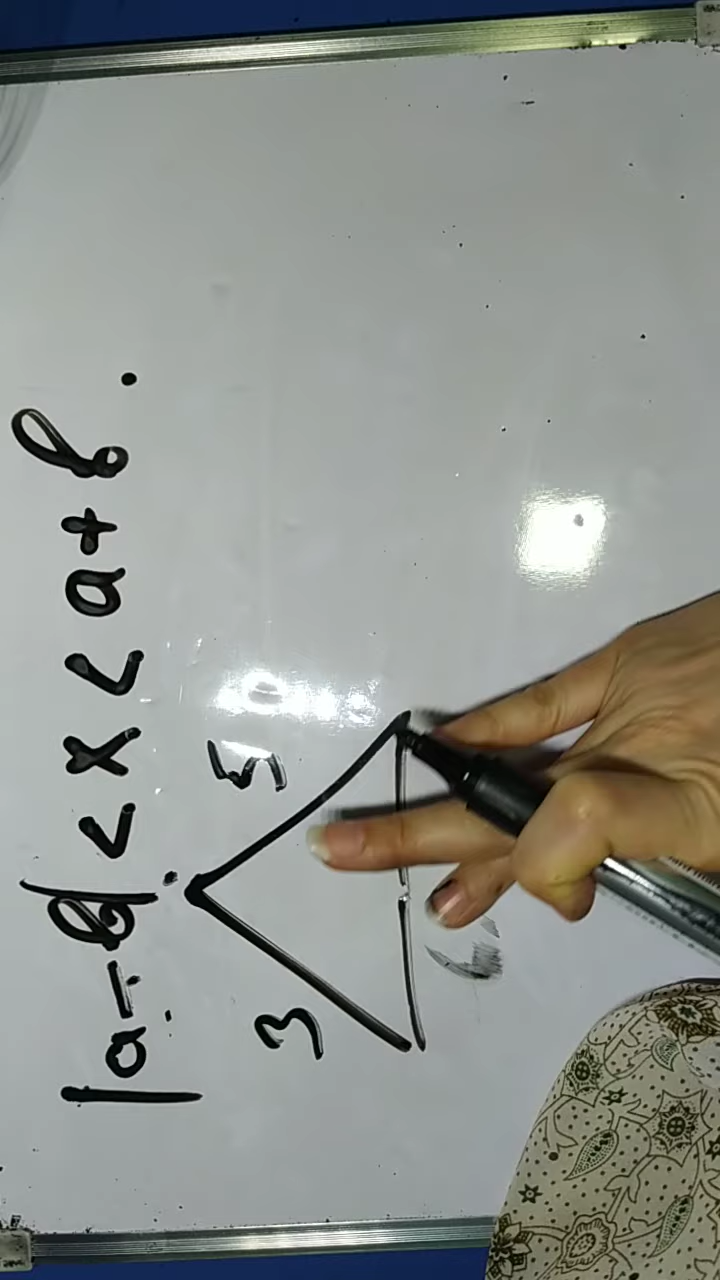 |a-b| < x < a+b.
3 5